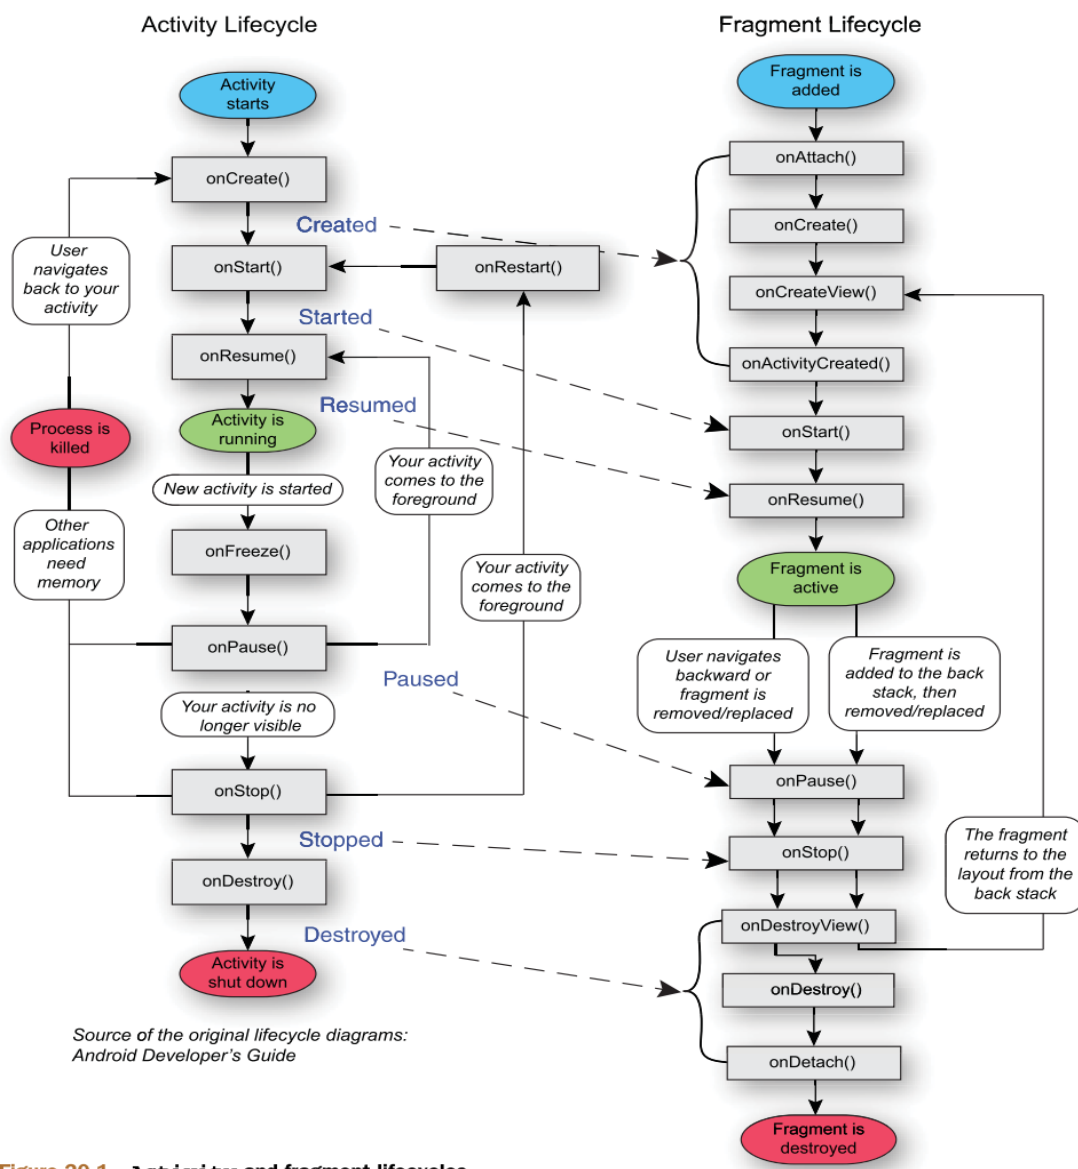 Activity Lifecycle
Activity
starts
onCreate()
onStart()
onRestart()
onResume()
Activity is
running
New activity is started
onFreeze()
onPause()
Your activity is no
longer visible
onStop()
onDestroy()
Activity is
shut down
User
navigates
back to your
activity
Process is
killed
Other
applications
need
memory
Your activity
comes to the
foreground
Your activity
comes to the
foreground
Created
Started
Resumed
Paused
Stopped
Destroyed
Fragment Lifecycle
Fragment is
added
onAttach()
onCreate()
onCreateView()
onActivityCreated()
onStart()
onResume()
Fragment is
active
User navigates
backward or
fragment is
removed/replaced
Fragment is
added to the back
stack, then
removed/replaced
onPause()
onStop()
onDestroyView()
onDestroy()
onDetach()
Fragment is
destroyed
The fragment
returns to the
layout from the
back stack
Source of the original lifecycle diagrams:
Android Developer's Guide
and fragment lifecycles